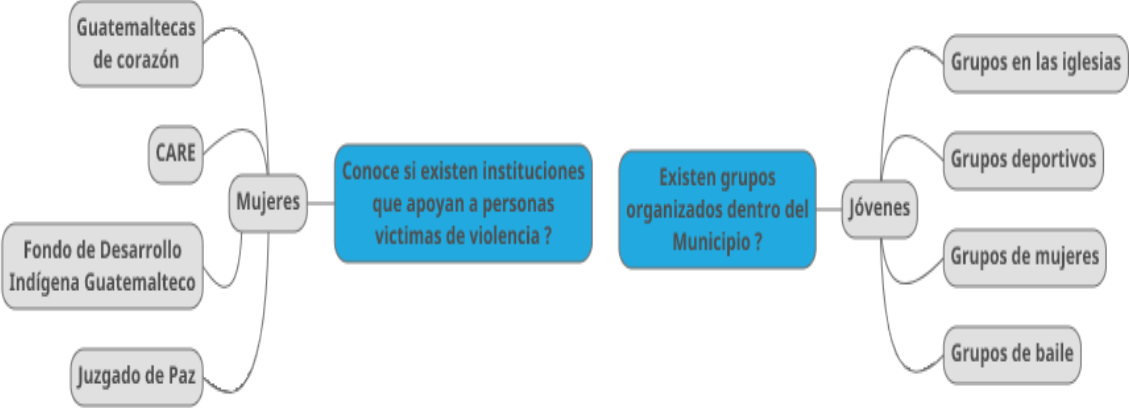 Guatemaltecas
de corazón
CARE
Fondo de Desarrollo
Indígena Guatemalteco
Juzgado de Paz
Mujeres
Conoce si existen instituciones
que apoyan a personas
victimas de violencia ?
Existen grupos
organizados dentro del
Municipio ?
Jóvenes
Grupos en las iglesias
Grupos deportivos
Grupos de mujeres
Grupos de baile